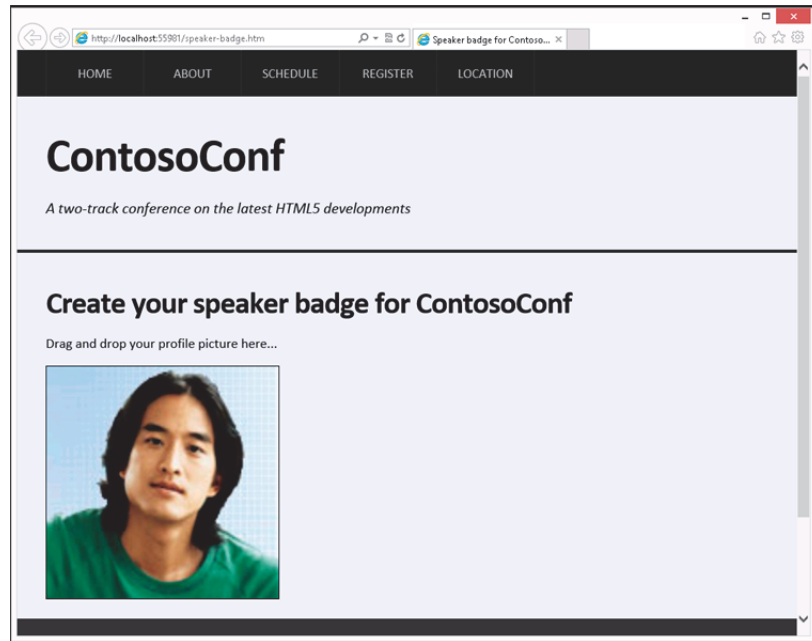 http://localhost:55981/speaker-badge.htm
Speaker badge for Contoso...
HOME ABOUT SCHEDULE REGISTER LOCATION
ContosoConf
A two-track conference on the latest HTML5 developments
Create your speaker badge for ContosoConf
Drag and drop your profile picture here...